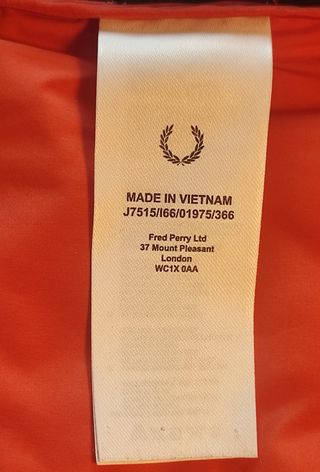 MADE IN VIETNAM
J7515/I66/01975/366
Fred Perry Ltd
37 Mount Pleasant
London
WC1X 0AA